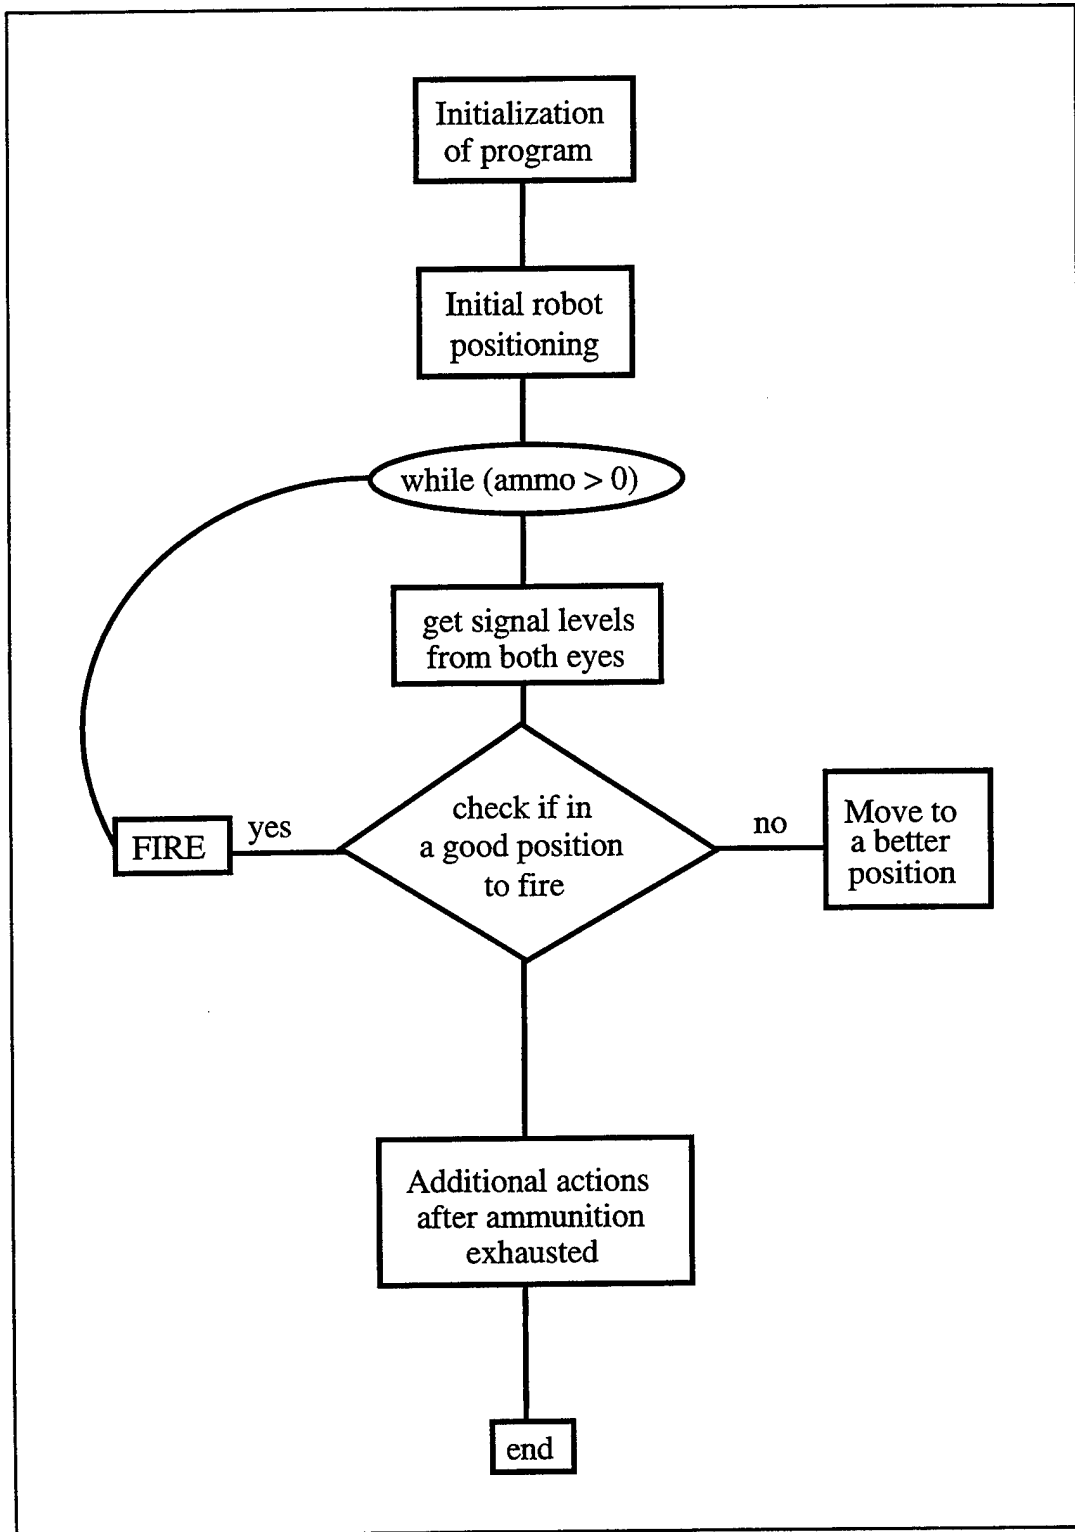 Initialization
of program
Initial robot
positioning
while (ammo > 0)
get signal levels
from both eyes
check if in
a good position
to fire
yes
FIRE
no
Move to
a better
position
Additional actions
after ammunition
exhausted
end